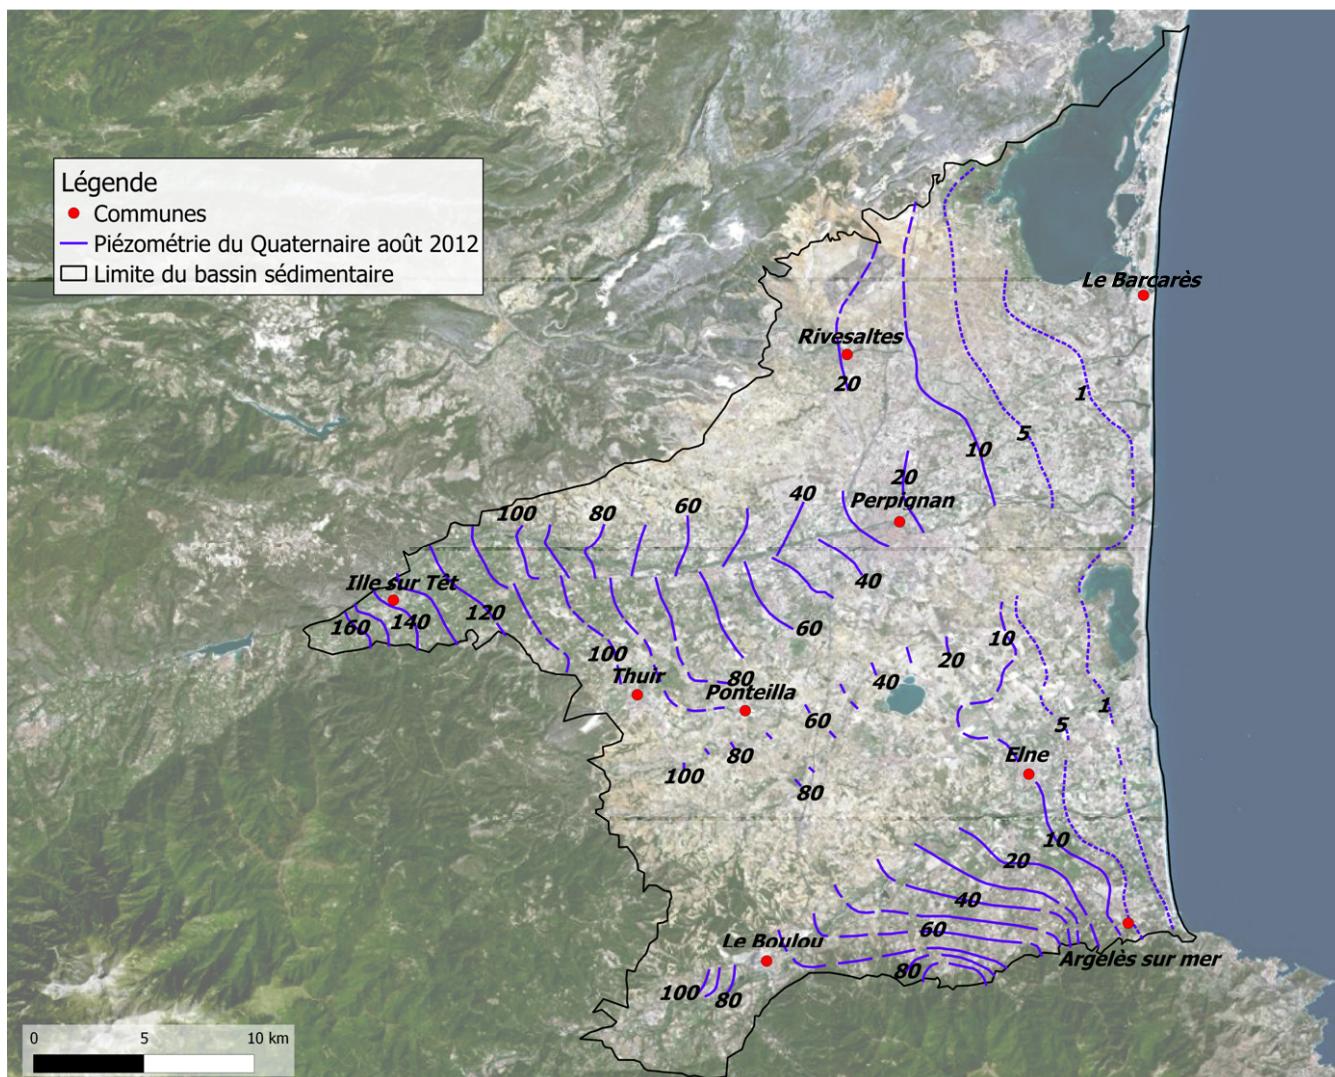 Légende
Communes
Piézométrie du Quaternaire août 2012
Limite du bassin sédimentaire
Le Barcarès
Rivesaltes
20
1
5
10
20
Perpignan
40
60
80
100
40
Ille sur Têt
160
140
120
60
10
20
100
Thuir
80
Ponteilla
40
60
1
5
80
100
Elne
80
10
20
40
60
Le Boulou
Argelès sur mer
80
100
80
0 5 10 km